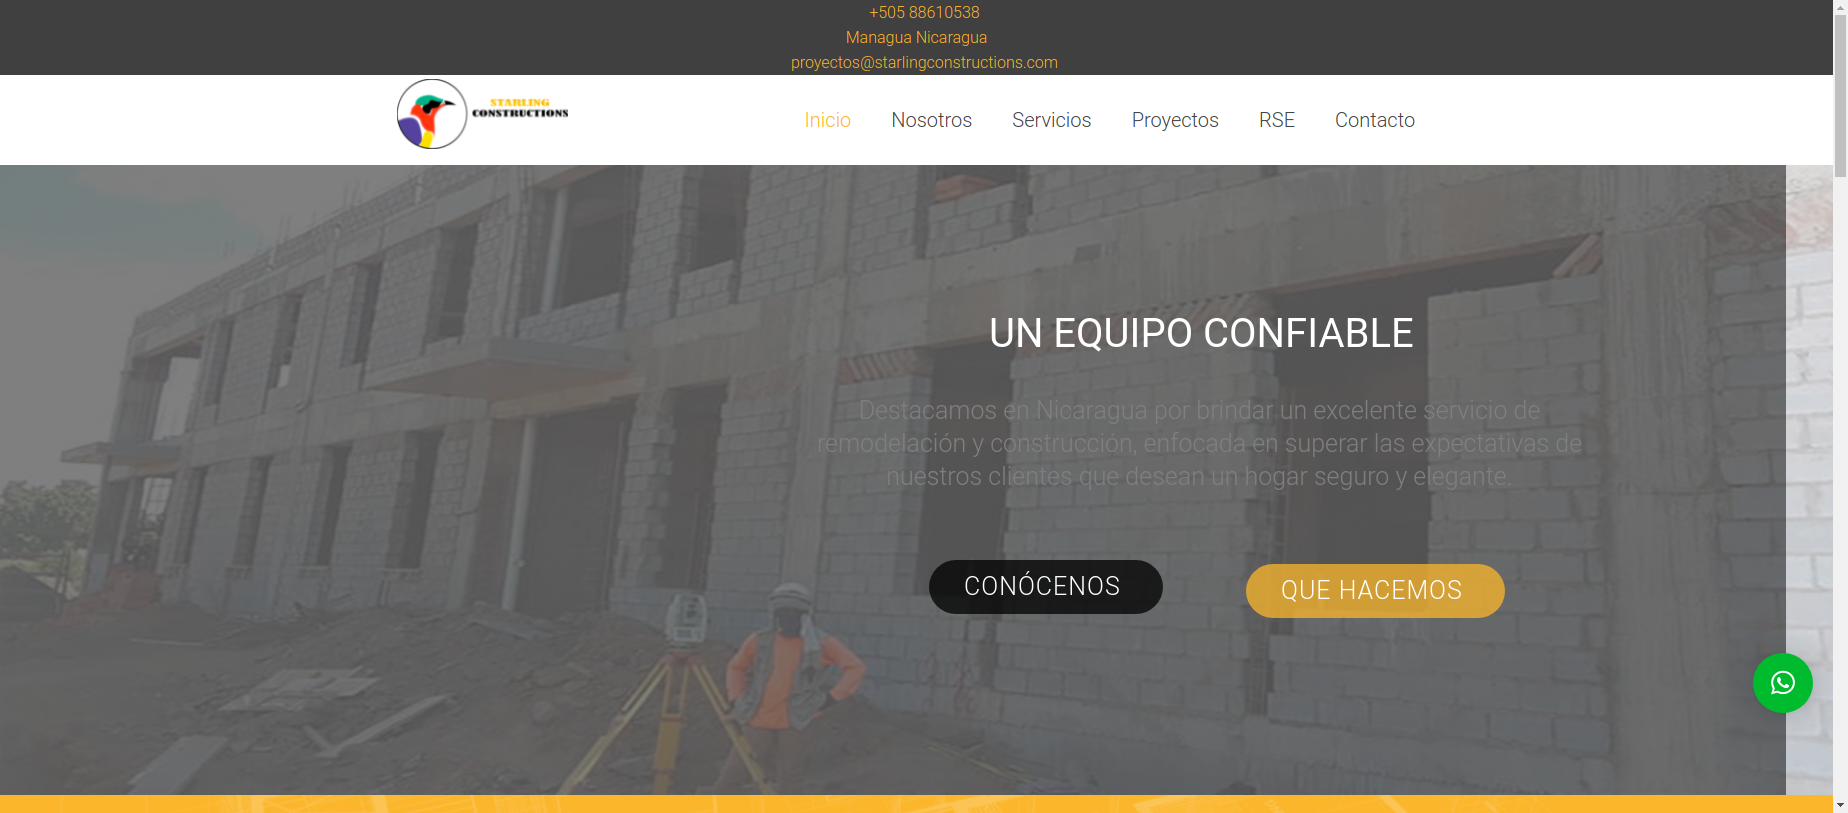 +505 88610538
Managua Nicaragua
proyectos@starlingconstructions.com
STARLING
CONSTRUCTIONS
Inicio
Nosotros
Servicios
Proyectos
RSE
Contacto
UN EQUIPO CONFIABLE
Destacamos en Nicaragua por brindar un excelente servicio de
remodelación y construcción, enfocada en superar las expectativas de
nuestros clientes que desean un hogar seguro y elegante.
CONÓCENOS
QUE HACEMOS